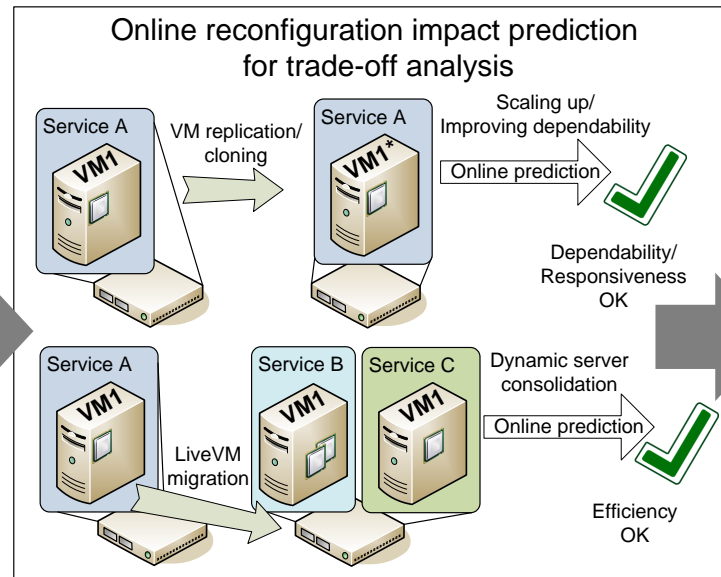 Online reconfiguration impact prediction
for trade-off analysis
Service A
VM1
VM replication/
cloning
Service A
VM1*
Scaling up/
Improving dependability
Online prediction
Dependability/
Responsiveness
OK
Service A
VM1
LiveVM
migration
Service B
VM1
Service C
VM1
Dynamic server
consolidation
Online prediction
Efficiency
OK